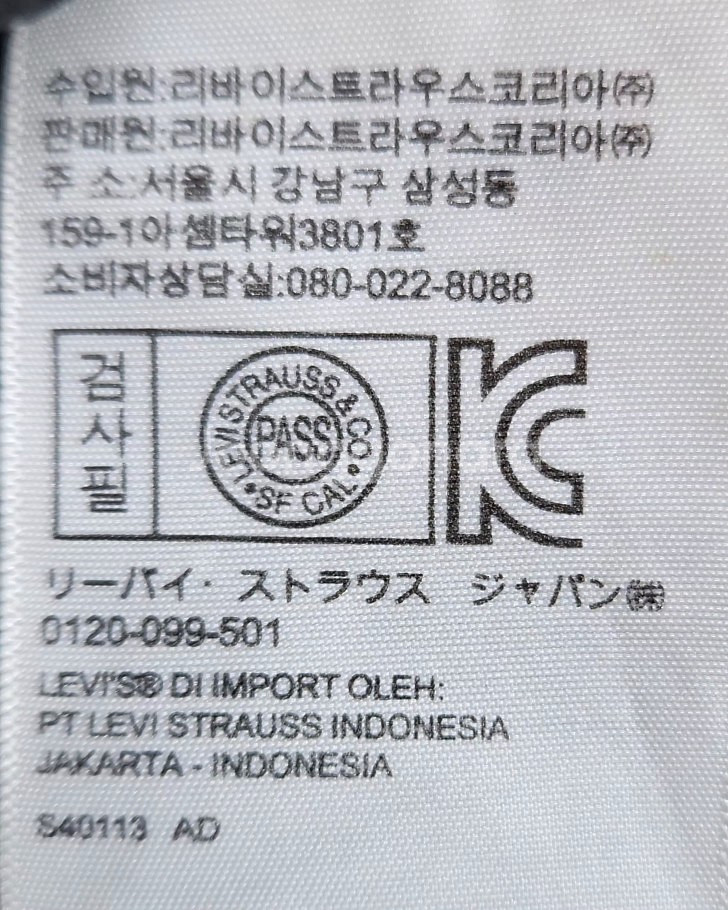 수입원:리바이스트라우스코리아㈜
판매원:리바이스트라우스코리아㈜
주 소:서울시 강남구 삼성동
159-1아셈타워3801호
소비자상담실:080-022-8088
검사필
LEVI STRAUSS & CO
PASS
• SF CAL •
KC
リーバイ・ストラウス ジャパン㈱
0120-099-501
LEVI'S® DI IMPORT OLEH:
PT LEVI STRAUSS INDONESIA
JAKARTA - INDONESIA
S40113 AD